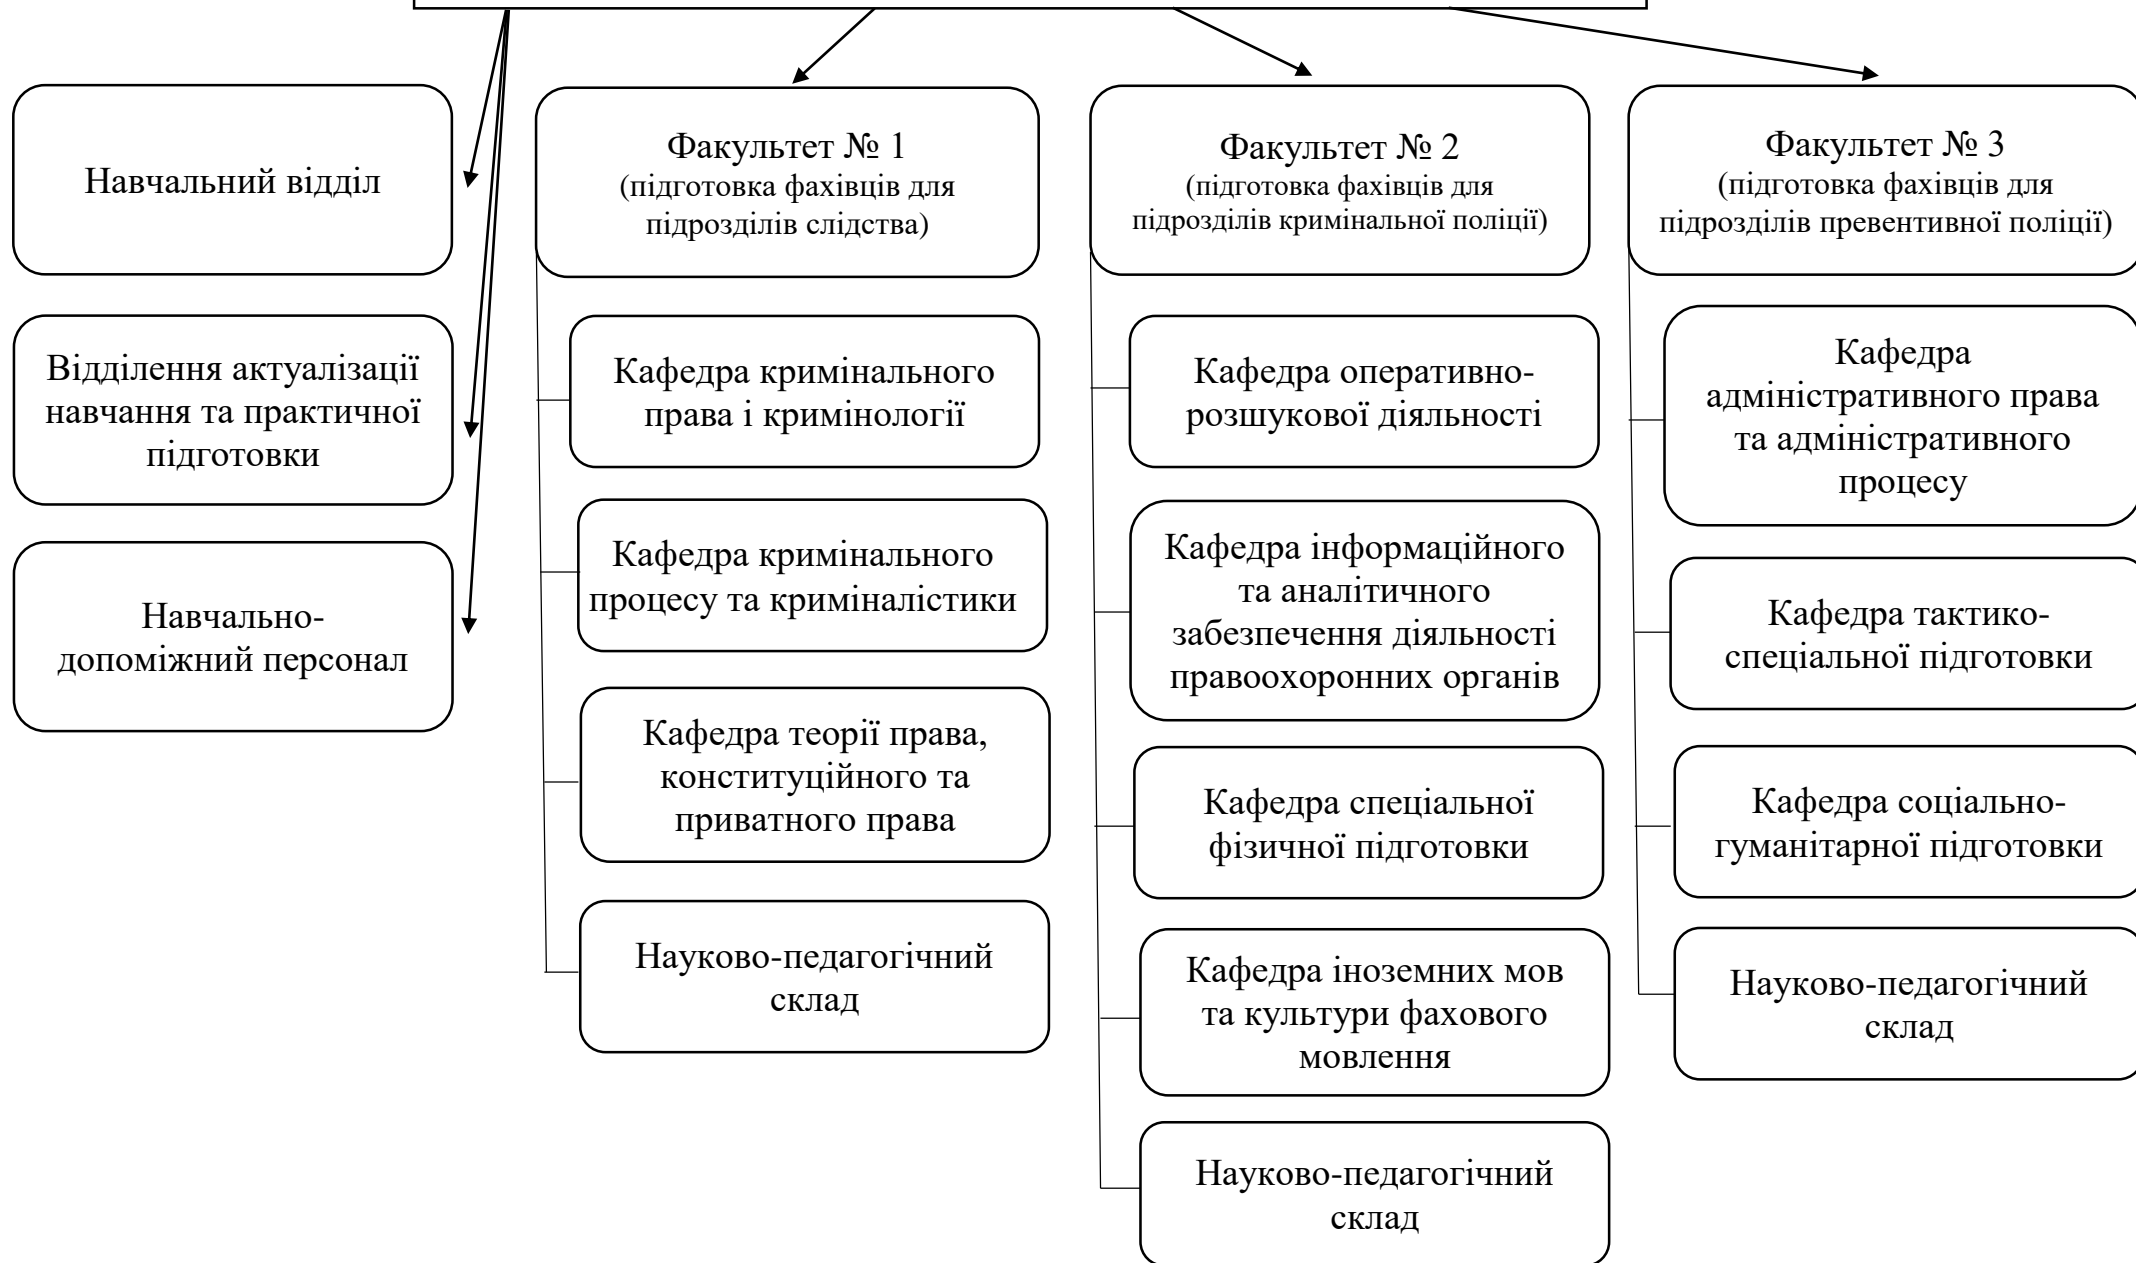 Навчальний відділ
Відділення актуалізації
навчання та практичної
підготовки
Навчально-
допоміжний персонал
Факультет № 1
(підготовка фахівців для
підрозділів слідства)
Кафедра кримінального
права і кримінології
Кафедра кримінального
процесу та криміналістики
Кафедра теорії права,
конституційного та
приватного права
Науково-педагогічний
склад
Факультет № 2
(підготовка фахівців для
підрозділів кримінальної поліції)
Кафедра оперативно-
розшукової діяльності
Кафедра інформаційного
та аналітичного
забезпечення діяльності
правоохоронних органів
Кафедра спеціальної
фізичної підготовки
Кафедра іноземних мов
та культури фахового
мовлення
Науково-педагогічний
склад
Факультет № 3
(підготовка фахівців для
підрозділів превентивної поліції)
Кафедра
адміністративного права
та адміністративного
процесу
Кафедра тактико-
спеціальної підготовки
Кафедра соціально-
гуманітарної підготовки
Науково-педагогічний
склад